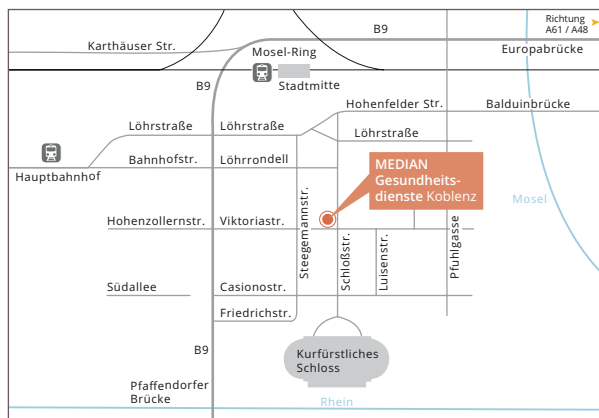 Richtung
A61 / A48
B9
Karthäuser Str.
Mosel-Ring
Europabrücke
B9
Stadtmitte
Hohenfelder Str.
Balduinbrücke
Löhrstraße
Löhrstraße
Löhrstraße
Bahnhofstr.
Löhrrondell
Hauptbahnhof
MEDIAN
Gesundheits-
dienste Koblenz
Mosel
Hohenzollernstr.
Viktoriastr.
Steegemannstr.
Schloßstr.
Luisenstr.
Pfuhlgasse
Südallee
Casionostr.
Friedrichstr.
B9
Kurfürstliches
Schloss
Pfaffendorfer
Brücke
Rhein